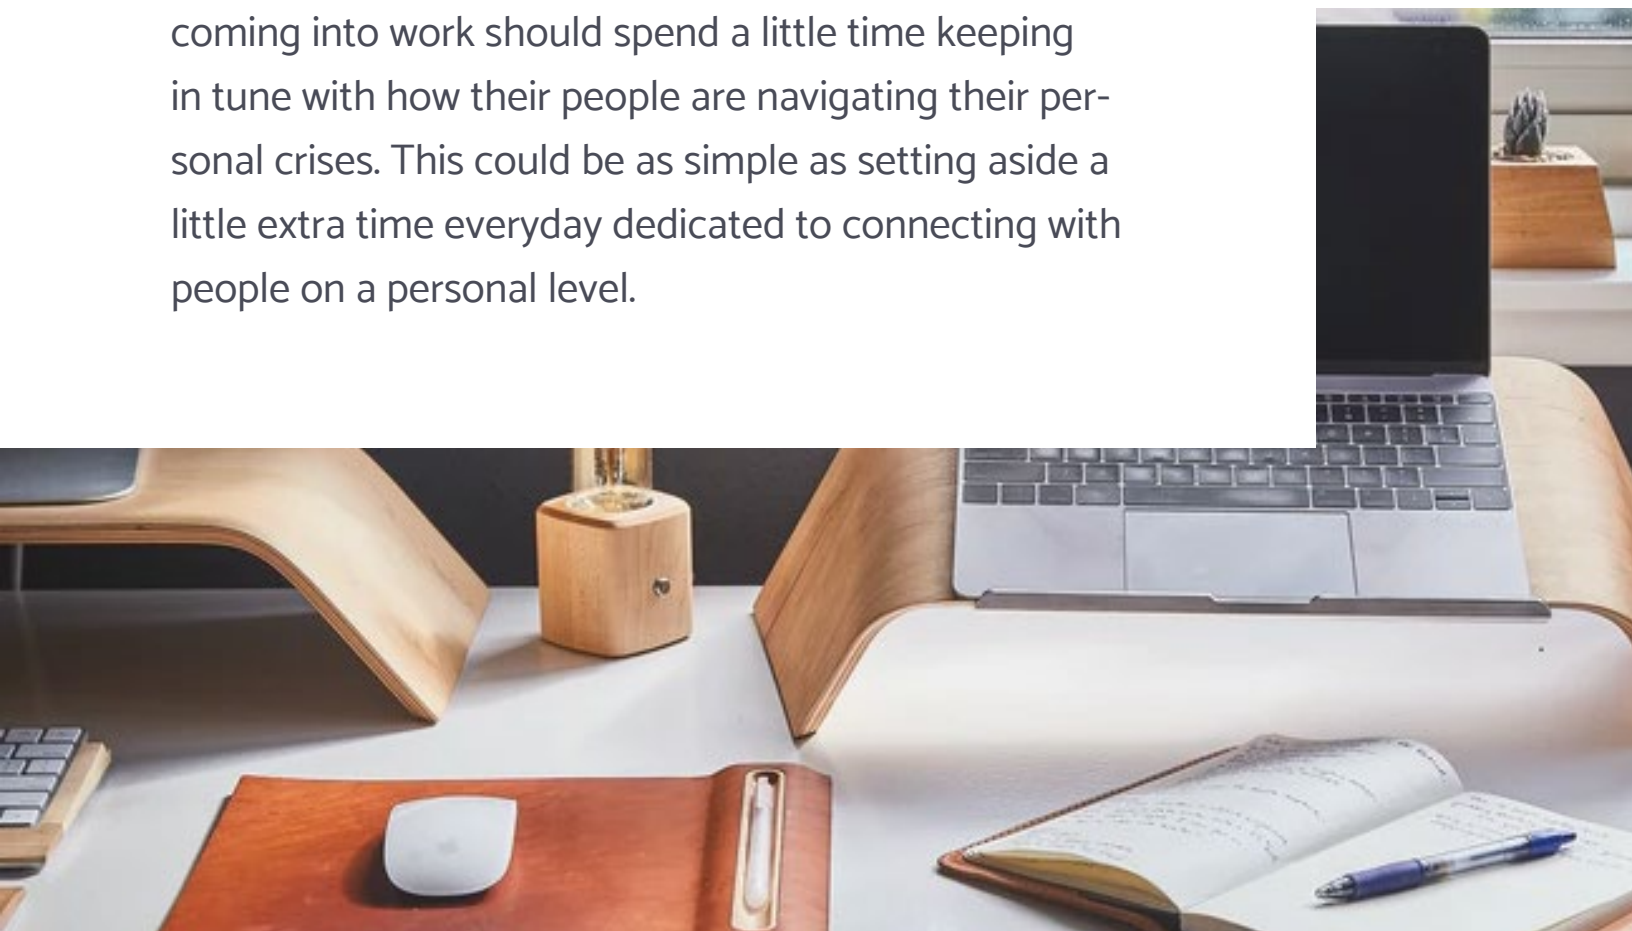 coming into work should spend a little time keeping
in tune with how their people are navigating their per-
sonal crises. This could be as simple as setting aside a
little extra time everyday dedicated to connecting with
people on a personal level.